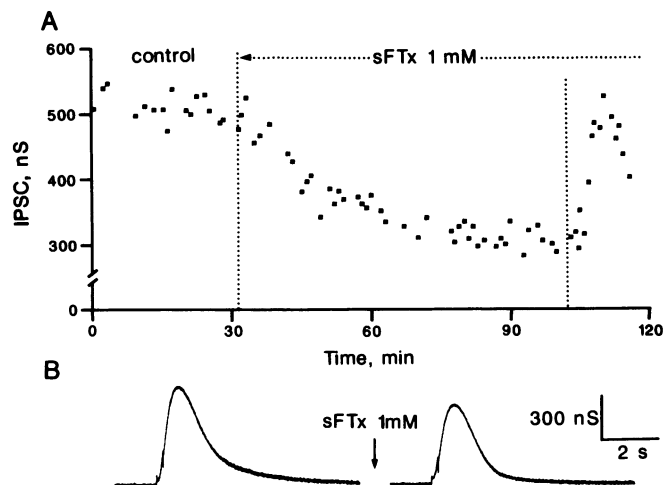 A
600
control
sFTx 1 mM
500
400
300
0
IPSC, nS
0
30
60
90
120
Time, min
B
sFTx 1mM
300 nS
2 s